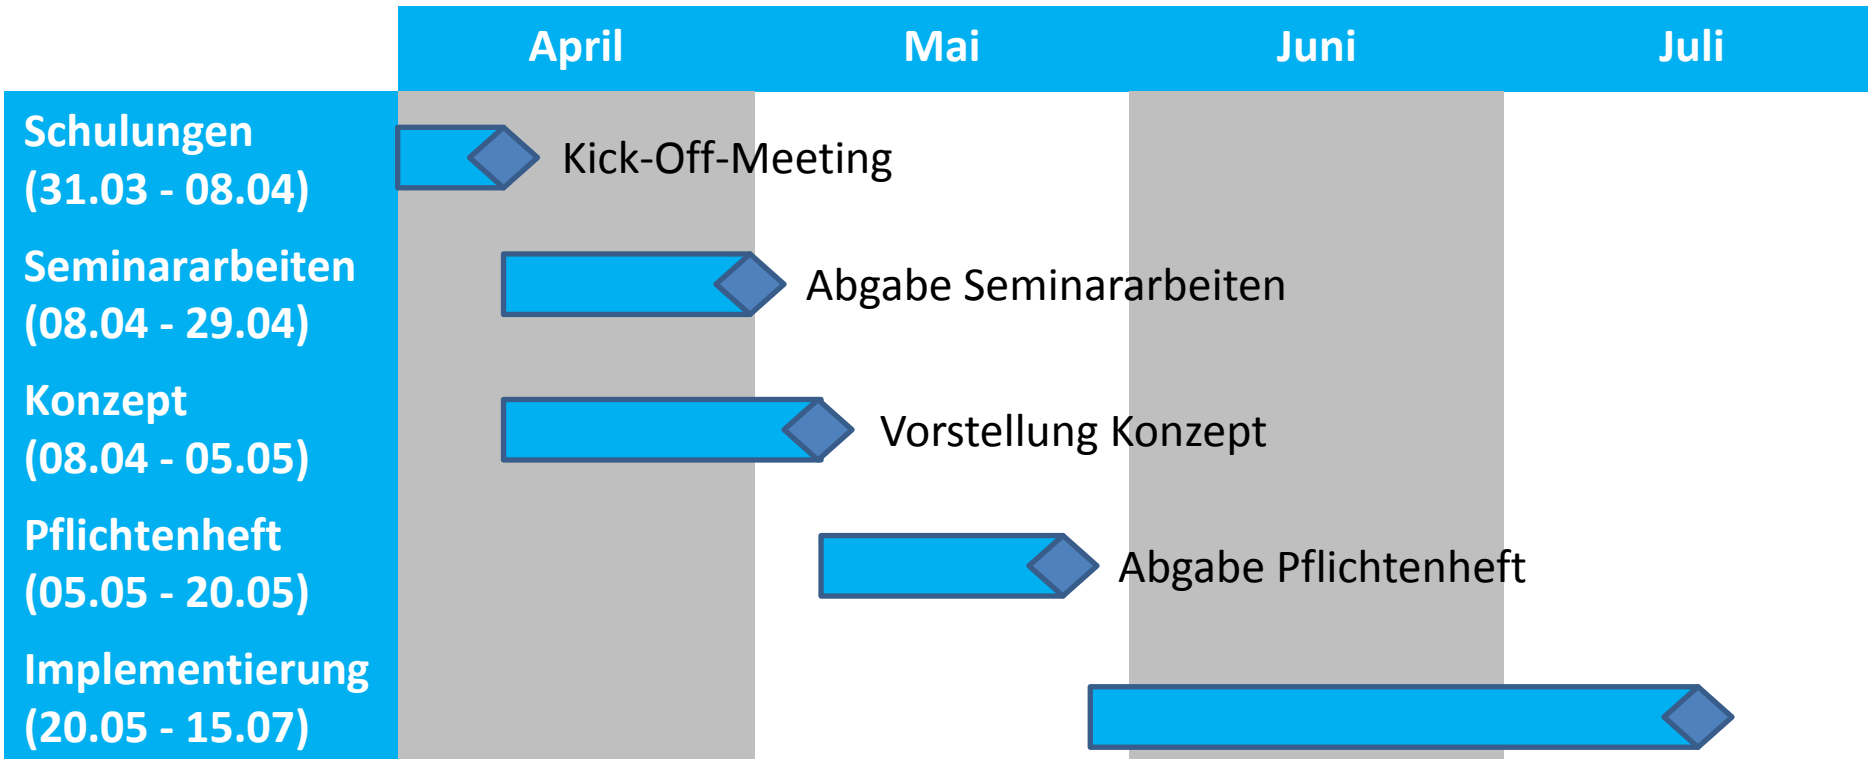 April Mai Juni Juli
Schulungen
(31.03 - 08.04)
Kick-Off-Meeting
Seminararbeiten
(08.04 - 29.04)
Abgabe Seminararbeiten
Konzept
(08.04 - 05.05)
Vorstellung Konzept
Pflichtenheft
(05.05 - 20.05)
Abgabe Pflichtenheft
Implementierung
(20.05 - 15.07)